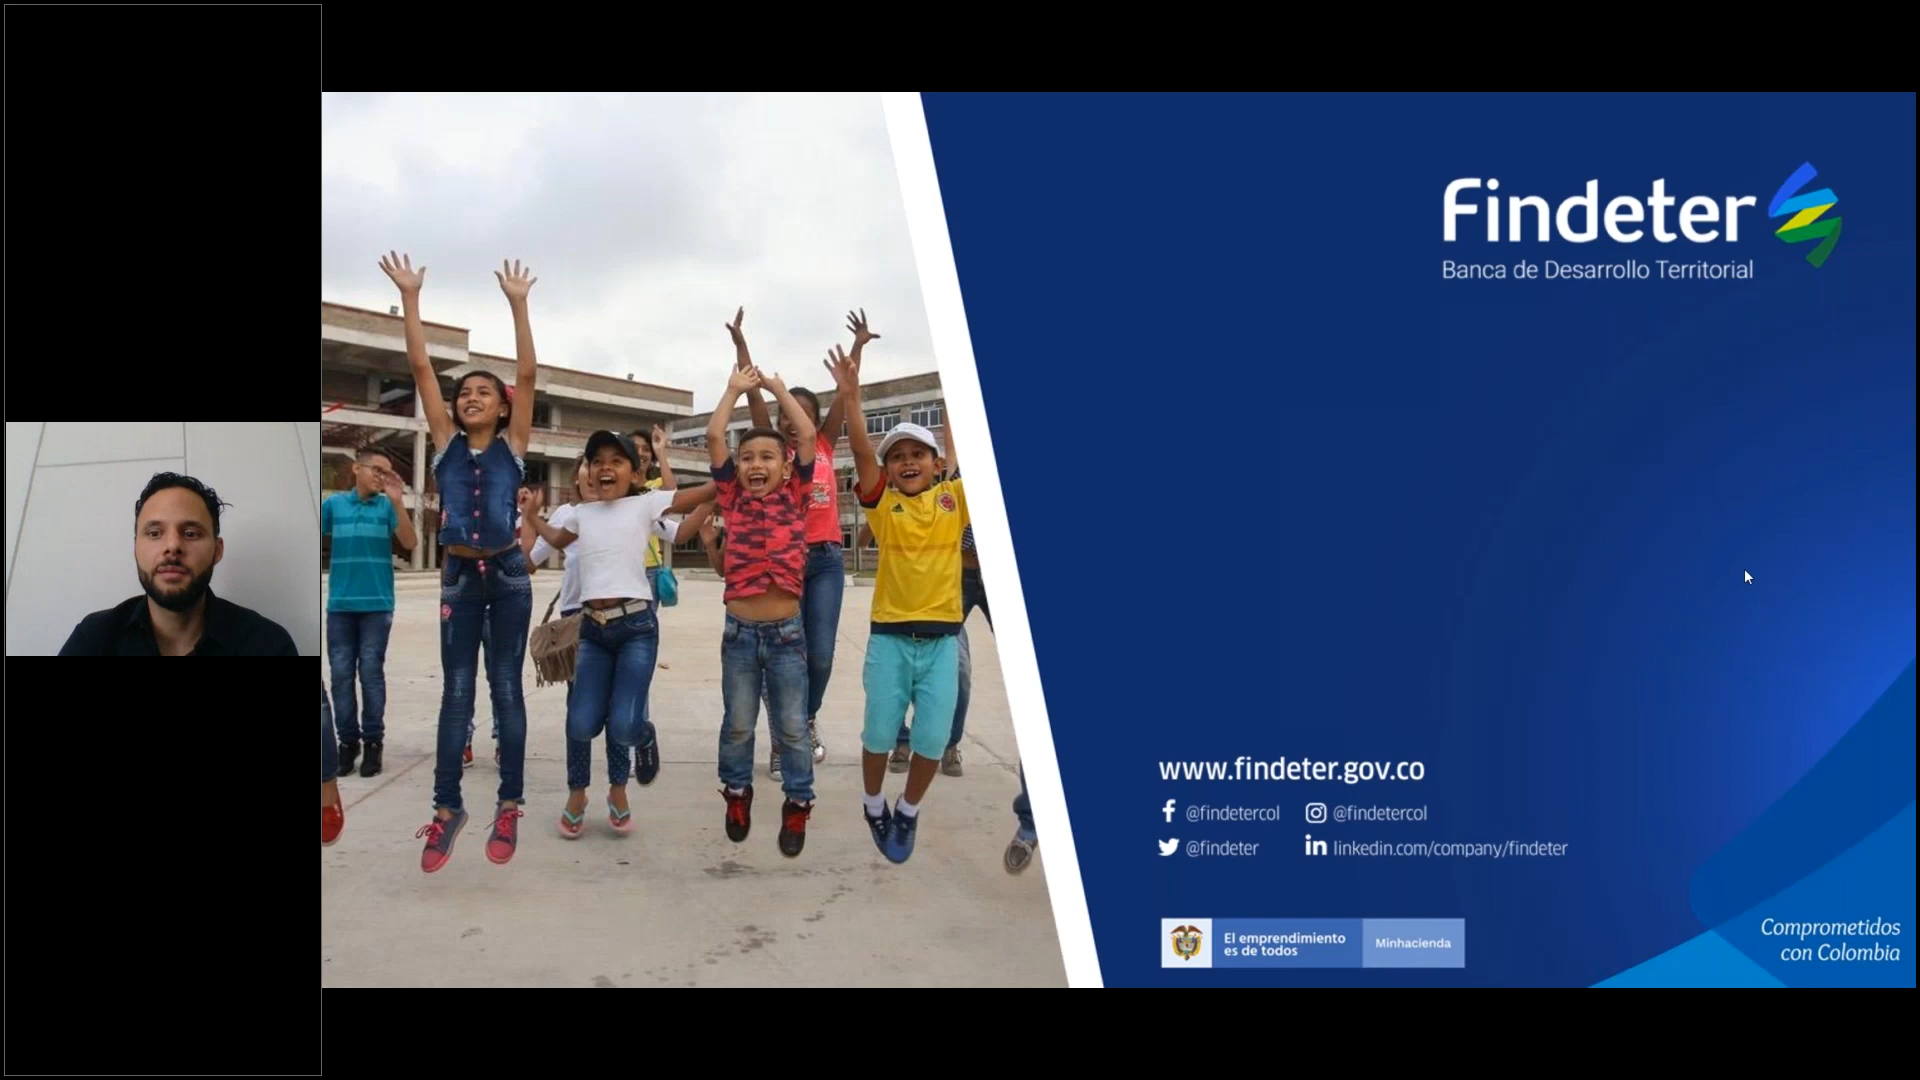 Findeter
Banca de Desarrollo Territorial
www.findeter.gov.co
@findetercol @findetercol
@findeter linkedin.com/company/findeter
El emprendimiento
es de todos
Minhacienda
Comprometidos
con Colombia